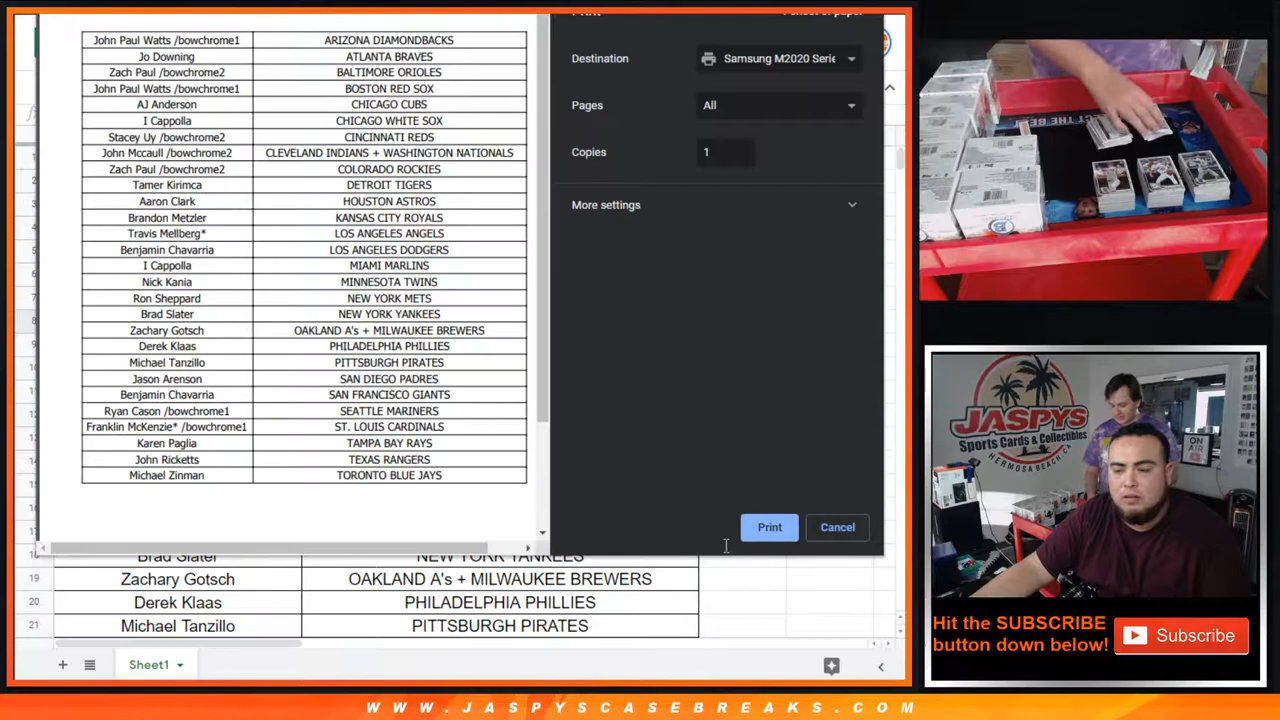 Print
John Paul Watts /bowchrome1 ARIZONA DIAMONDBACKS
Jo Downing ATLANTA BRAVES
Zach Paul /bowchrome2 BALTIMORE ORIOLES
John Paul Watts /bowchrome1 BOSTON RED SOX
AJ Anderson CHICAGO CUBS
I Cappolla CHICAGO WHITE SOX
Stacey Uy /bowchrome2 CINCINNATI REDS
John Mccaull /bowchrome2 CLEVELAND INDIANS + WASHINGTON NATIONALS
Zach Paul /bowchrome2 COLORADO ROCKIES
Tamer Kirimca DETROIT TIGERS
Aaron Clark HOUSTON ASTROS
Brandon Metzler KANSAS CITY ROYALS
Travis Mellberg* LOS ANGELES ANGELS
Benjamin Chavarria LOS ANGELES DODGERS
I Cappolla MIAMI MARLINS
Nick Kania MINNESOTA TWINS
Ron Sheppard NEW YORK METS
Brad Slater NEW YORK YANKEES
Zachary Gotsch OAKLAND A's + MILWAUKEE BREWERS
Derek Klaas PHILADELPHIA PHILLIES
Michael Tanzillo PITTSBURGH PIRATES
Jason Arenson SAN DIEGO PADRES
Benjamin Chavarria SAN FRANCISCO GIANTS
Ryan Cason /bowchrome1 SEATTLE MARINERS
Franklin McKenzie* /bowchrome1 ST. LOUIS CARDINALS
Karen Paglia TAMPA BAY RAYS
John Ricketts TEXAS RANGERS
Michael Zinman TORONTO BLUE JAYS
Destination Samsung M2020 Serie
Pages All
Copies 1
More settings
Print Cancel
18 Brad Slater NEW YORK YANKEES
19 Zachary Gotsch OAKLAND A's + MILWAUKEE BREWERS
20 Derek Klaas PHILADELPHIA PHILLIES
21 Michael Tanzillo PITTSBURGH PIRATES
Sheet1
JASPYS
Sports Cards & Collectibles
HERMOSA BEACH, CA
ON AIR
Hit the SUBSCRIBE
button down below!
Subscribe
WWW.JASPYSCASEBREAKS.COM